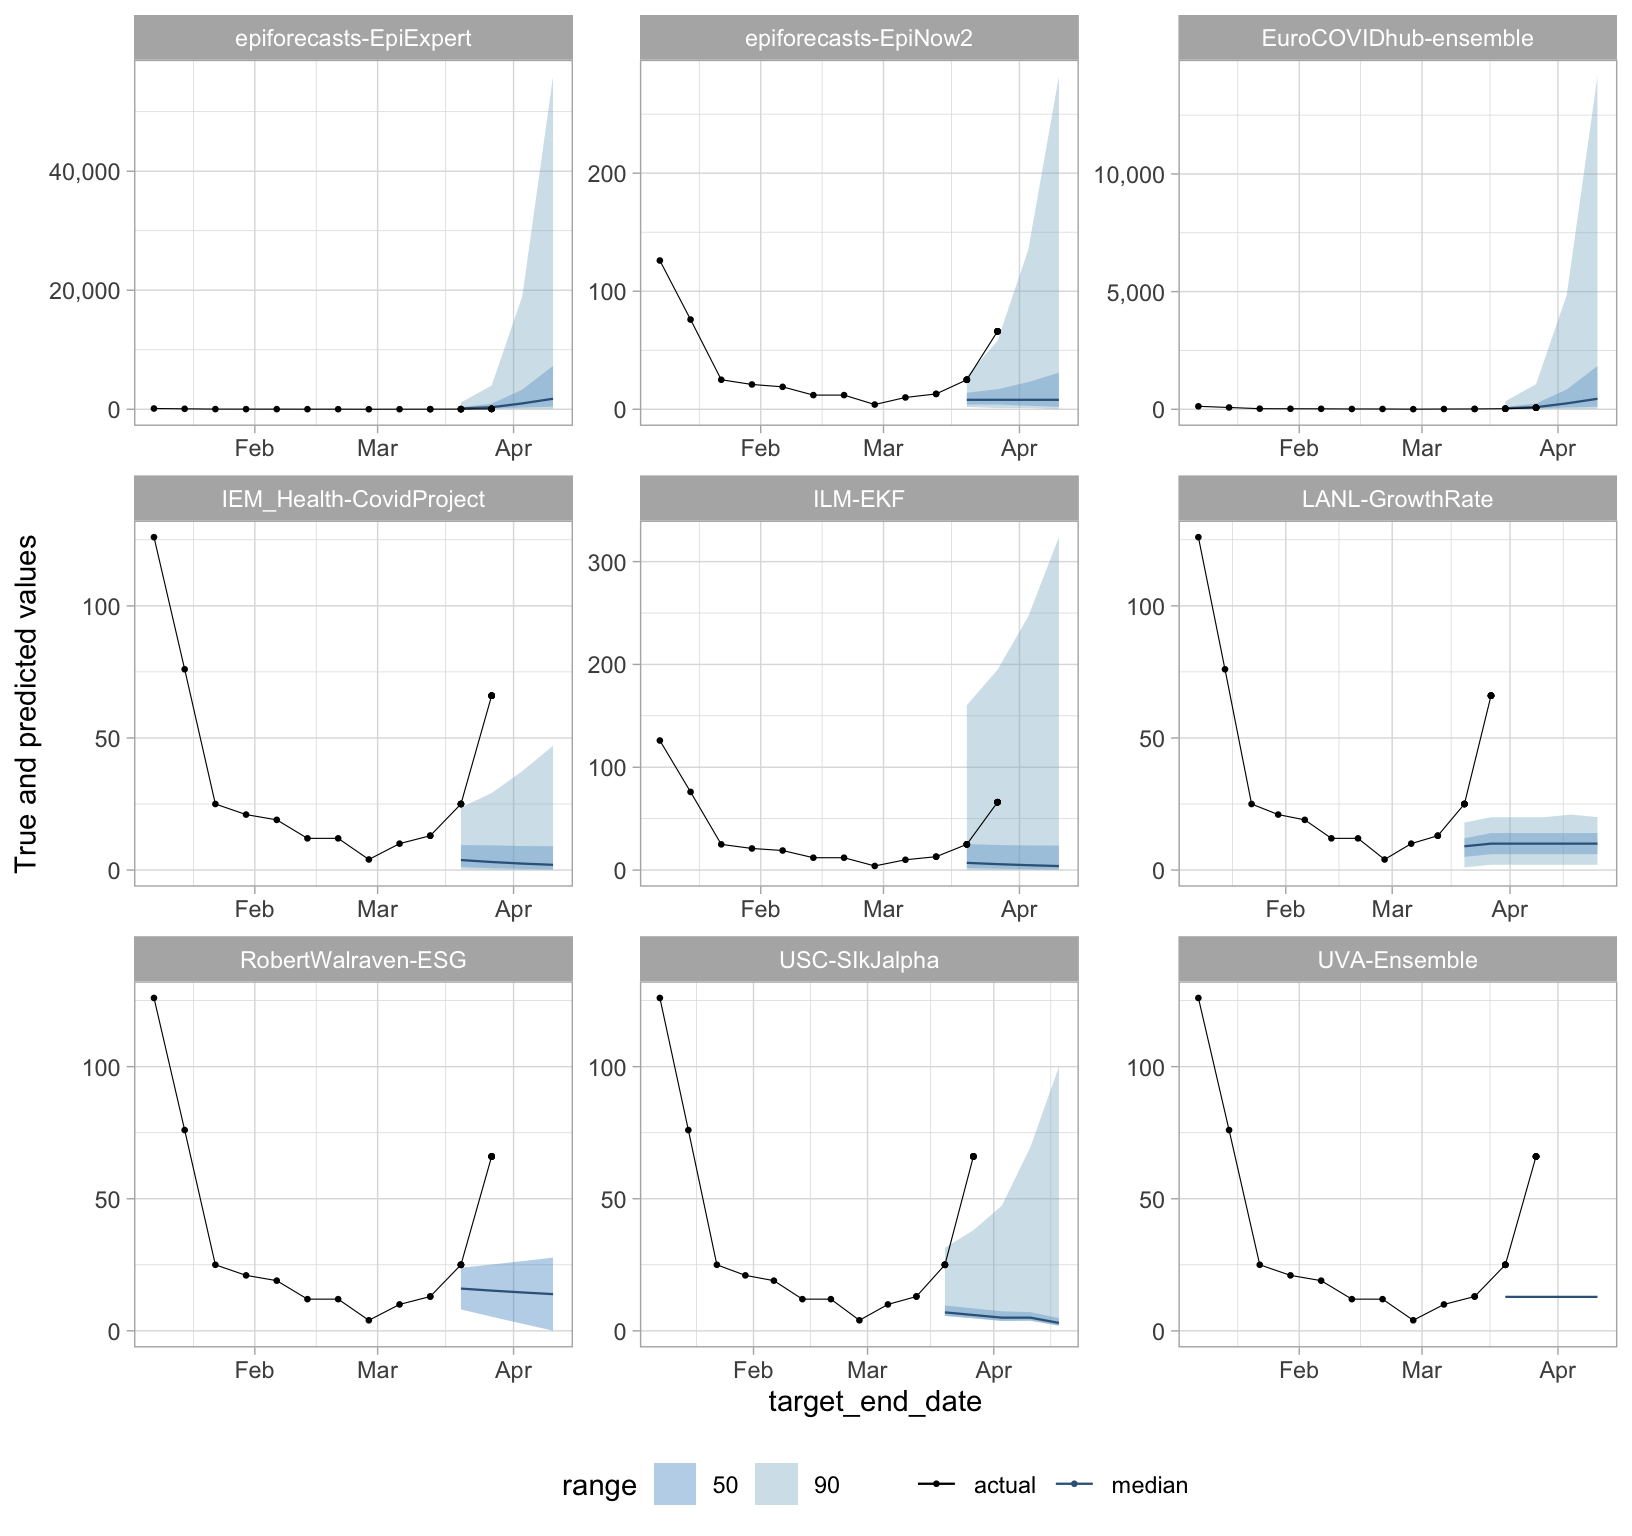 epiforecasts-EpiExpert
epiforecasts-EpiNow2
EuroCOVIDhub-ensemble
40,000
20,000
0
Feb Mar Apr
200
100
0
Feb Mar Apr
10,000
5,000
0
Feb Mar Apr
True and predicted values
IEM_Health-CovidProject
ILM-EKF
LANL-GrowthRate
100
50
0
Feb Mar Apr
300
200
100
0
Feb Mar Apr
100
50
0
Feb Mar Apr
RobertWalraven-ESG
USC-SIkJalpha
UVA-Ensemble
100
50
0
Feb Mar Apr
100
50
0
Feb Mar Apr
100
50
0
Feb Mar Apr
target_end_date
range 50 90 actual median